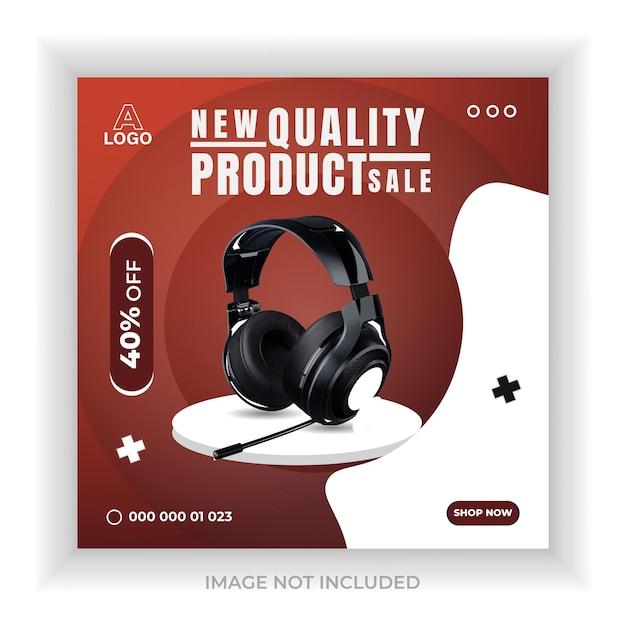 A
LOGO
NEW QUALITY
PRODUCT SALE
40% OFF
000 000 01 023
SHOP NOW
IMAGE NOT INCLUDED